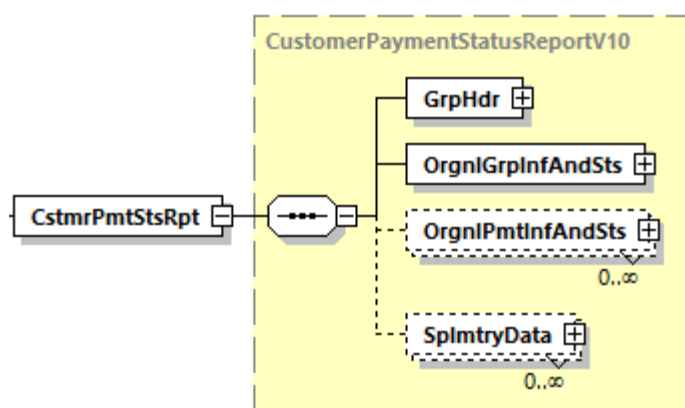 CustomerPaymentStatusReportV10
GrpHdr
OrgnlGrpInfAndSts
CstmrPmtStsRpt
OrgnlPmtInfAndSts
0..∞
SplmtryData
0..∞